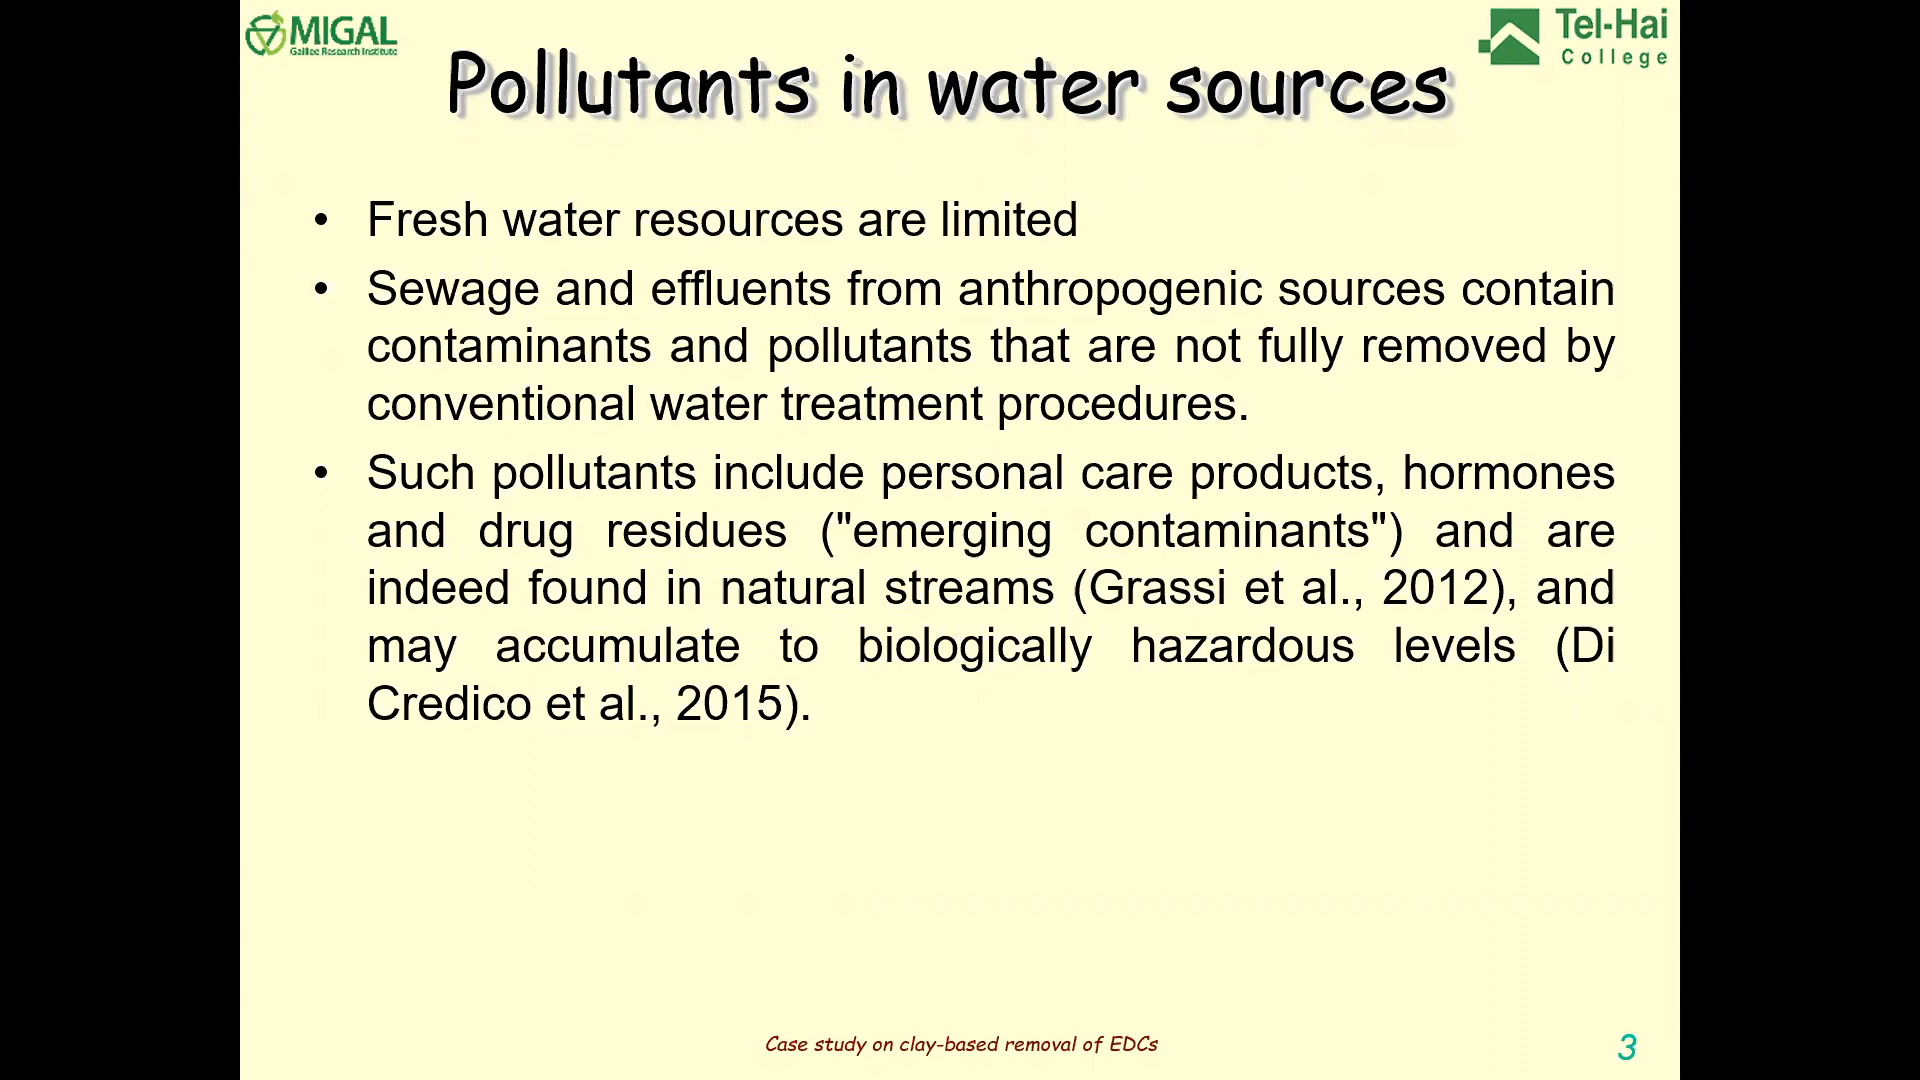 MIGAL
Galilee Research Institute
Tel-Hai
College
Pollutants in water sources
• Fresh water resources are limited
• Sewage and effluents from anthropogenic sources contain
contaminants and pollutants that are not fully removed by
conventional water treatment procedures.
• Such pollutants include personal care products, hormones
and drug residues ("emerging contaminants") and are
indeed found in natural streams (Grassi et al., 2012), and
may accumulate to biologically hazardous levels (Di
Credico et al., 2015).
Case study on clay-based removal of EDCs
3